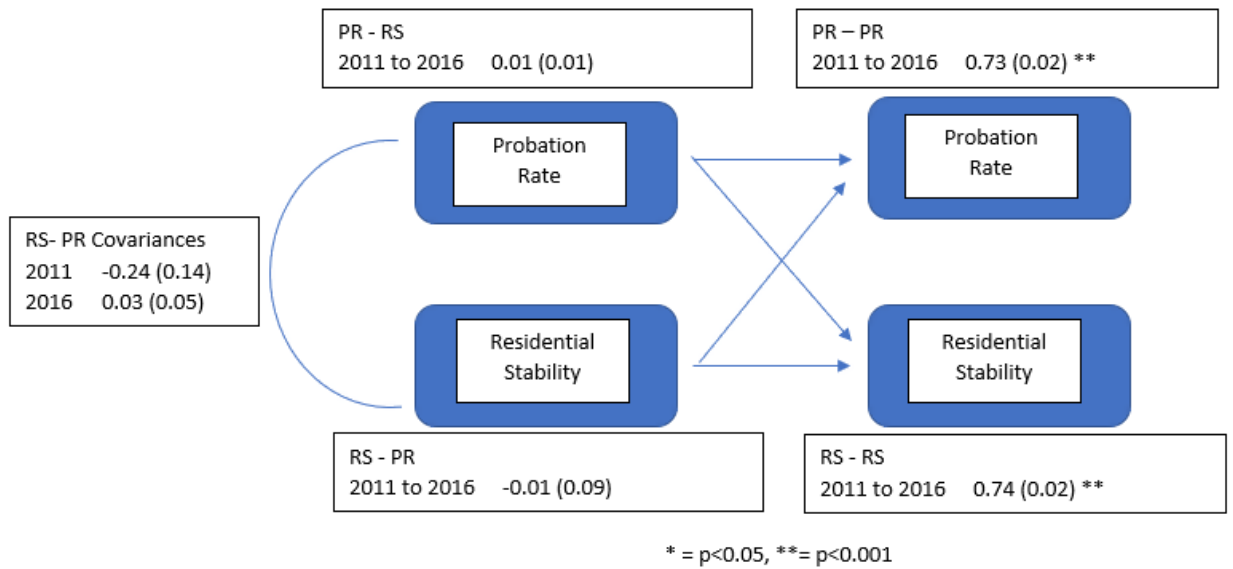 PR - RS
2011 to 2016 0.01 (0.01)
PR – PR
2011 to 2016 0.73 (0.02) **
Probation
Rate
Probation
Rate
RS- PR Covariances
2011 -0.24 (0.14)
2016 0.03 (0.05)
Residential
Stability
Residential
Stability
RS - PR
2011 to 2016 -0.01 (0.09)
RS - RS
2011 to 2016 0.74 (0.02) **
* = p<0.05, **= p<0.001